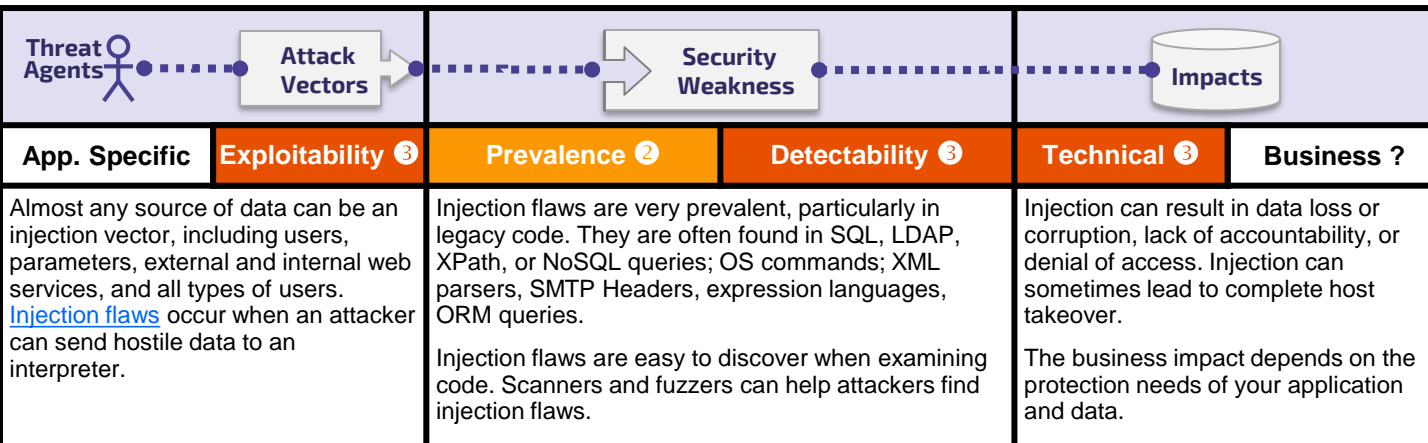 Threat
Agents
Attack
Vectors
Security
Weakness
Impacts
App. Specific
Exploitability ❸
Prevalence ❷
Detectability ❸
Technical ❸
Business ?
Almost any source of data can be an
injection vector, including users,
parameters, external and internal web
services, and all types of users.
Injection flaws occur when an attacker
can send hostile data to an
interpreter.
Injection flaws are very prevalent, particularly in
legacy code. They are often found in SQL, LDAP,
XPath, or NoSQL queries; OS commands; XML
parsers, SMTP Headers, expression languages,
ORM queries.
Injection flaws are easy to discover when examining
code. Scanners and fuzzers can help attackers find
injection flaws.
Injection can result in data loss or
corruption, lack of accountability, or
denial of access. Injection can
sometimes lead to complete host
takeover.
The business impact depends on the
protection needs of your application
and data.